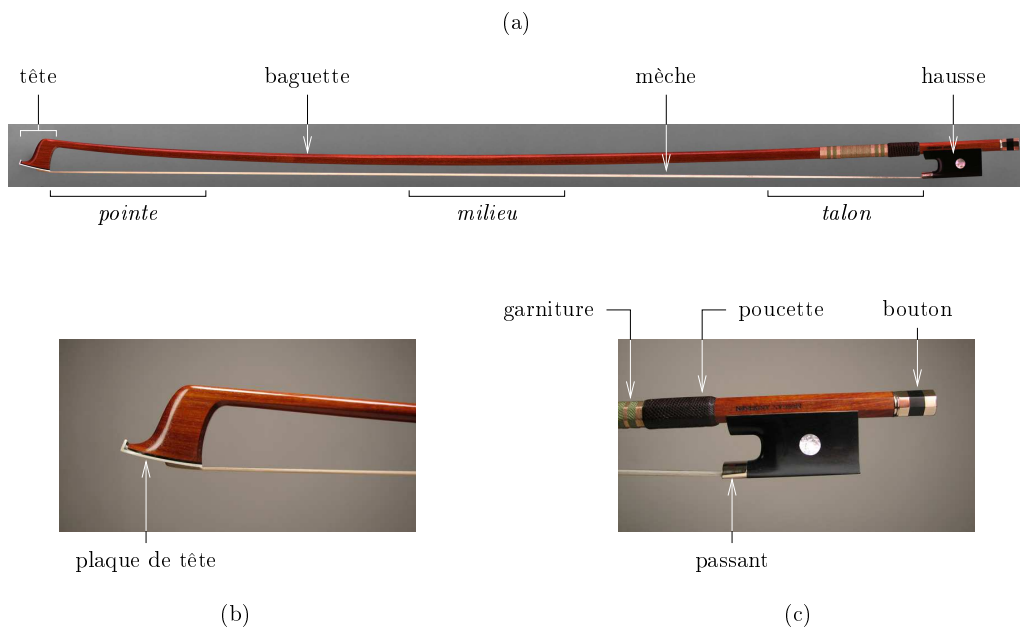 (a)
tête baguette mèche hausse
pointe milieu talon
garniture poucette bouton
plaque de tête passant
(b) (c)